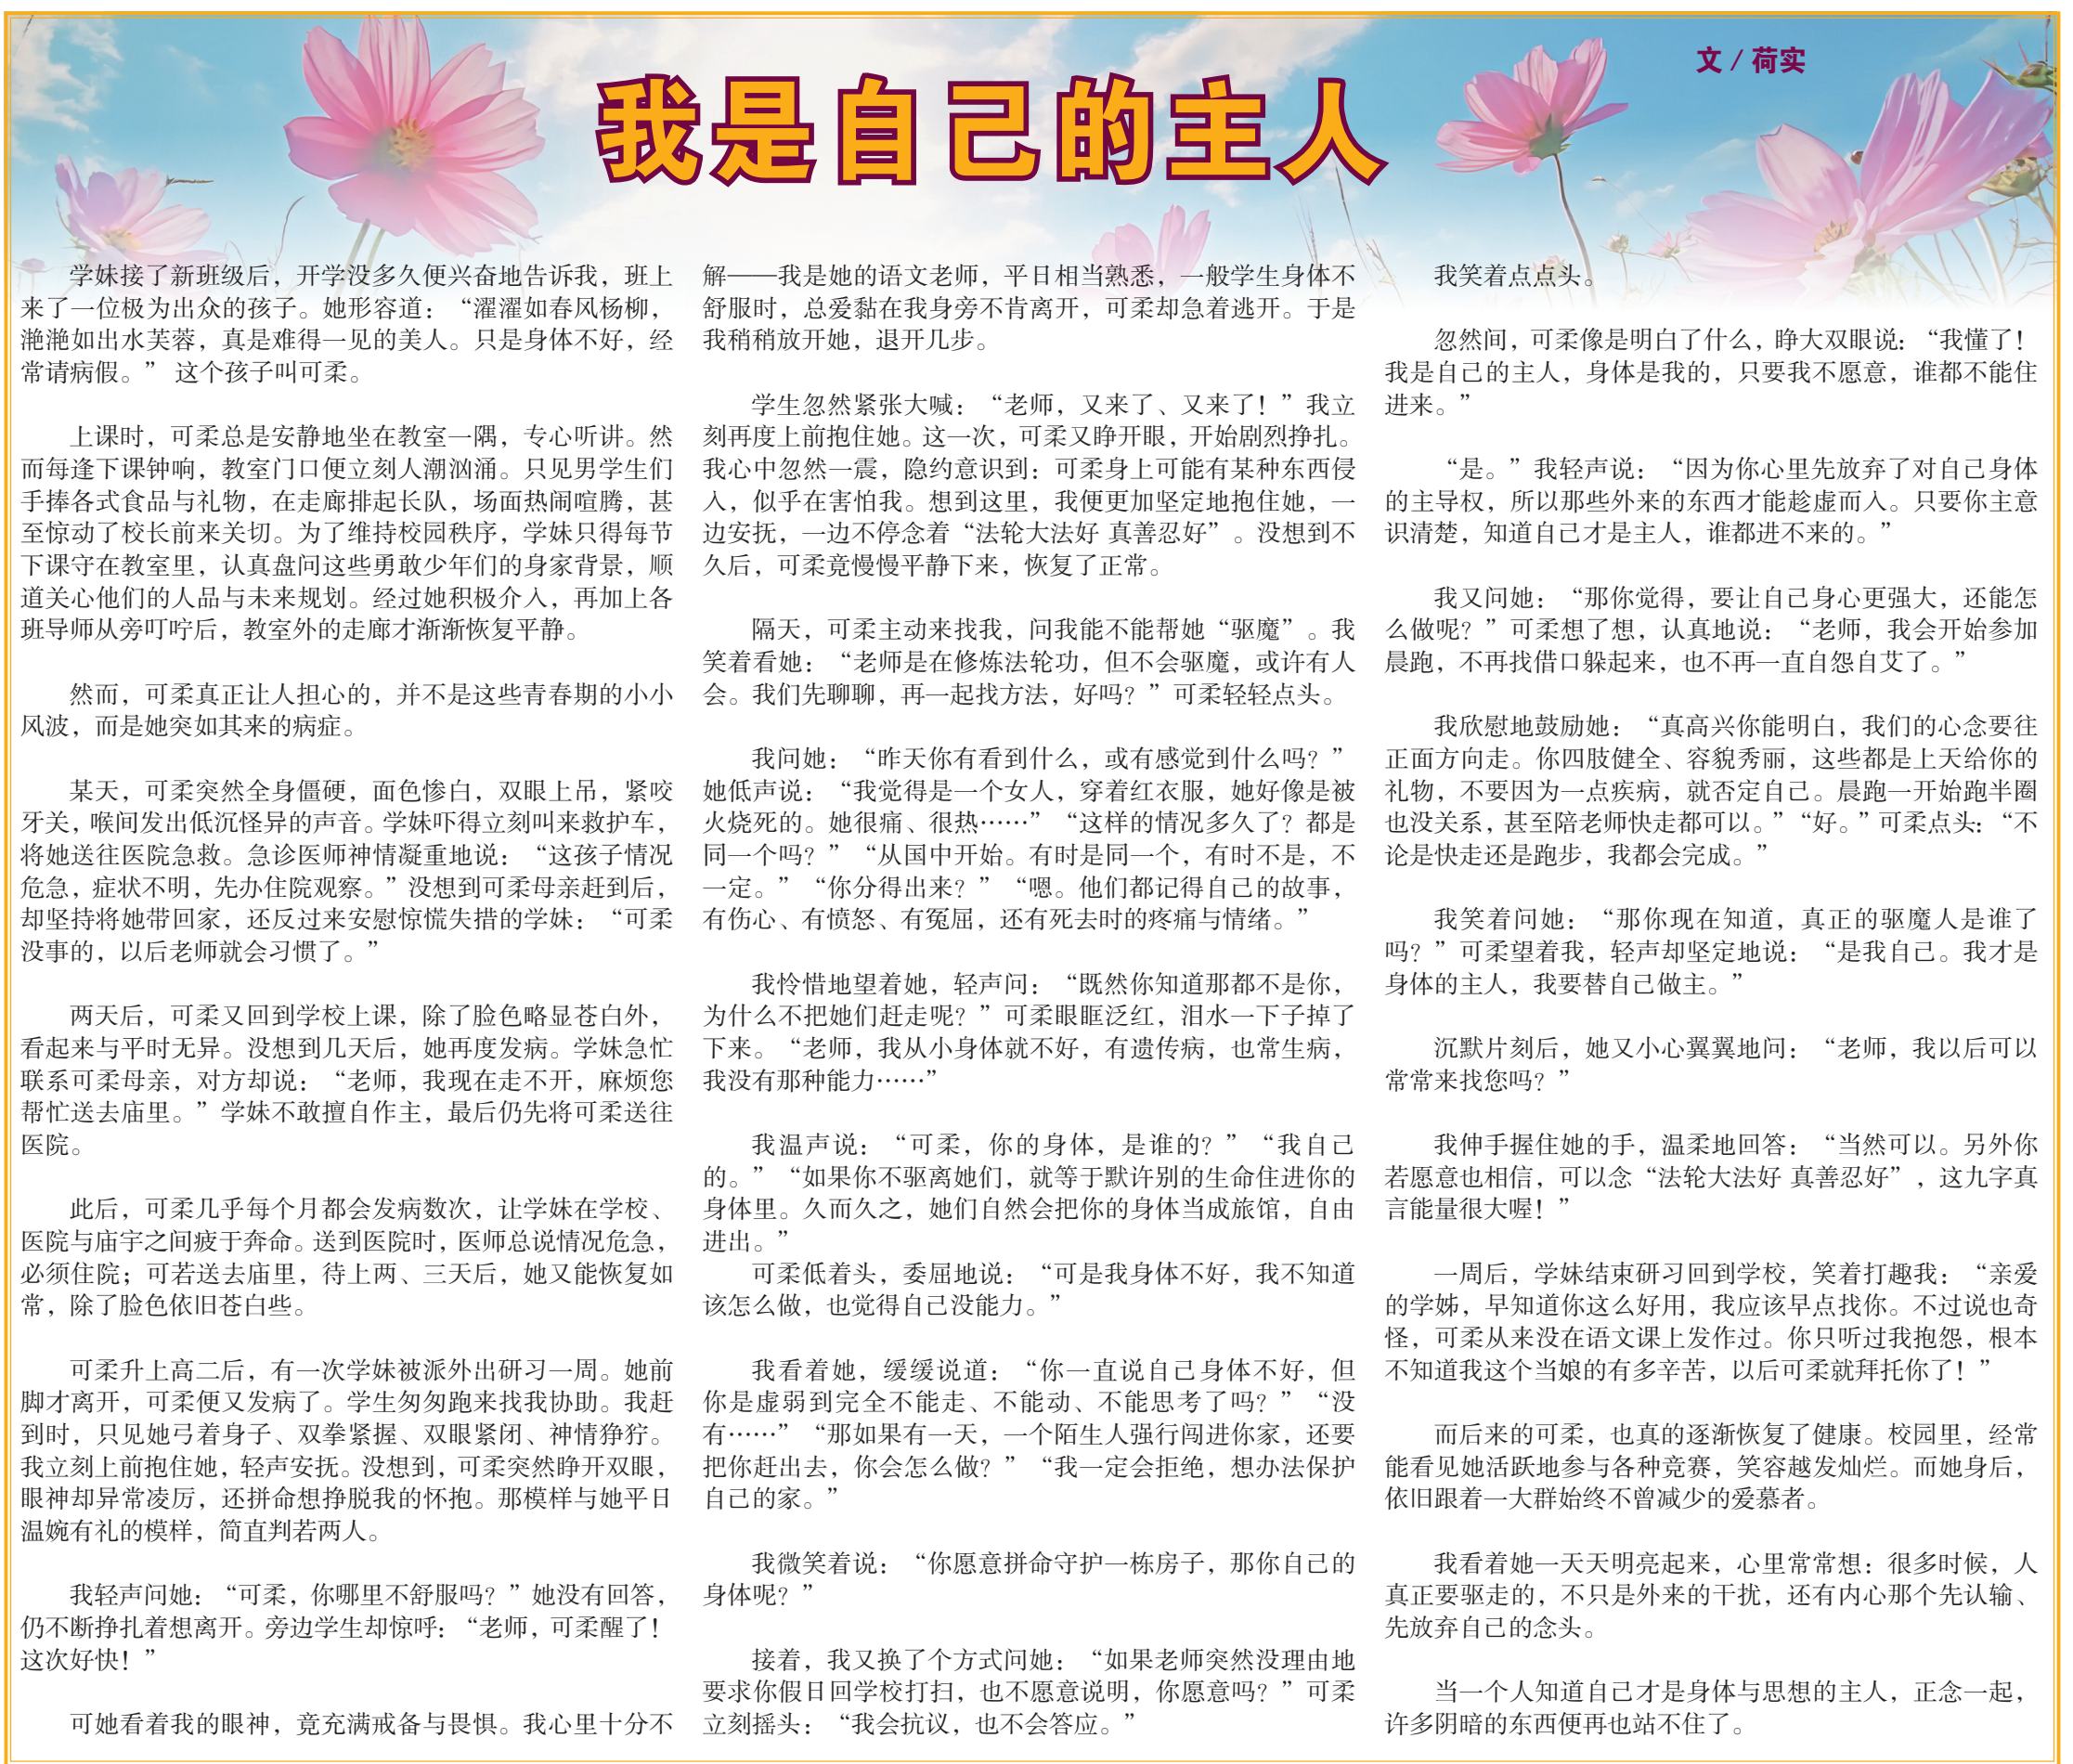 我是自己的主人
文／荷实
学妹接了新班级后，开学没多久便兴奋地告诉我，班上
来了一位极为出众的孩子。她形容道：“濯濯如春风杨柳，
滟滟如出水芙蓉，真是难得一见的美人。只是身体不好，经
常请病假。” 这个孩子叫可柔。
上课时，可柔总是安静地坐在教室一隅，专心听讲。然
而每逢下课钟响，教室门口便立刻人潮汹涌。只见男学生们
手捧各式食品与礼物，在走廊排起长队，场面热闹喧腾，甚
至惊动了校长前来关切。为了维持校园秩序，学妹只得每节
下课守在教室里，认真盘问这些勇敢少年们的身家背景，顺
道关心他们的人品与未来规划。经过她积极介入，再加上各
班导师从旁叮咛后，教室外的走廊才渐渐恢复平静。
然而，可柔真正让人担心的，并不是这些青春期的小小
风波，而是她突如其来的病症。
某天，可柔突然全身僵硬，面色惨白，双眼上吊，紧咬
牙关，喉间发出低沉怪异的声音。学妹吓得立刻叫来救护车，
将她送往医院急救。急诊医师神情凝重地说：“这孩子情况
危急，症状不明，先办住院观察。”没想到可柔母亲赶到后，
却坚持将她带回家，还反过来安慰惊慌失措的学妹：“可柔
没事的，以后老师就会习惯了。”
两天后，可柔又回到学校上课，除了脸色略显苍白外，
看起来与平时无异。没想到几天后，她再度发病。学妹急忙
联系可柔母亲，对方却说：“老师，我现在走不开，麻烦您
帮忙送去庙里。”学妹不敢擅自作主，最后仍先将可柔送往
医院。
此后，可柔几乎每个月都会发病数次，让学妹在学校、
医院与庙宇之间疲于奔命。送到医院时，医师总说情况危急，
必须住院；可若送去庙里，待上两、三天后，她又能恢复如
常，除了脸色依旧苍白些。
可柔升上高二后，有一次学妹被派外出研习一周。她前
脚才离开，可柔便又发病了。学生匆匆跑来找我协助。我赶
到时，只见她弓着身子、双拳紧握、双眼紧闭、神情狰狞。
我立刻上前抱住她，轻声安抚。没想到，可柔突然睁开双眼，
眼神却异常凌厉，还拼命想挣脱我的怀抱。那模样与她平日
温婉有礼的模样，简直判若两人。
我轻声问她：“可柔，你哪里不舒服吗？”她没有回答，
仍不断挣扎着想离开。旁边学生却惊呼：“老师，可柔醒了！
这次好快！”
可她看着我的眼神，竟充满戒备与畏惧。我心里十分不
解——我是她的语文老师，平日相当熟悉，一般学生身体不
舒服时，总爱黏在我身旁不肯离开，可柔却急着逃开。于是
我稍稍放开她，退开几步。
学生忽然紧张大喊：“老师，又来了、又来了！”我立
刻再度上前抱住她。这一次，可柔又睁开眼，开始剧烈挣扎。
我心中忽然一震，隐约意识到：可柔身上可能有某种东西侵
入，似乎在害怕我。想到这里，我便更加坚定地抱住她，一
边安抚，一边不停念着“法轮大法好 真善忍好”。没想到不
久后，可柔竟慢慢平静下来，恢复了正常。
隔天，可柔主动来找我，问我能不能帮她“驱魔”。我
笑着看她：“老师是在修炼法轮功，但不会驱魔，或许有人
会。我们先聊聊，再一起找方法，好吗？”可柔轻轻点头。
我问她：“昨天你有看到什么，或有感觉到什么吗？”
她低声说：“我觉得是一个女人，穿着红衣服，她好像是被
火烧死的。她很痛、很热……”“这样的情况多久了？都是
同一个吗？”“从国中开始。有时是同一个，有时不是，不
一定。”“你分得出来？”“嗯。他们都记得自己的故事，
有伤心、有愤怒、有冤屈，还有死去时的疼痛与情绪。”
我怜惜地望着她，轻声问：“既然你知道那都不是你，
为什么不把她们赶走呢？”可柔眼眶泛红，泪水一下子掉了
下来。“老师，我从小身体就不好，有遗传病，也常生病，
我没有那种能力……”
我温声说：“可柔，你的身体，是谁的？”“我自己
的。”“如果你不驱离她们，就等于默许别的生命住进你的
身体里。久而久之，她们自然会把你的身体当成旅馆，自由
进出。”
可柔低着头，委屈地说：“可是我身体不好，我不知道
该怎么做，也觉得自己没能力。”
我看着她，缓缓说道：“你一直说自己身体不好，但
你是虚弱到完全不能走、不能动、不能思考了吗？”“没
有……”“那如果有一天，一个陌生人强行闯进你家，还要
把你赶出去，你会怎么做？”“我一定会拒绝，想办法保护
自己的家。”
我微笑着说：“你愿意拼命守护一栋房子，那你自己的
身体呢？”
接着，我又换了个方式问她：“如果老师突然没理由地
要求你假日回学校打扫，也不愿意说明，你愿意吗？”可柔
立刻摇头：“我会抗议，也不会答应。”
我笑着点点头。
忽然间，可柔像是明白了什么，睁大双眼说：“我懂了！
我是自己的主人，身体是我的，只要我不愿意，谁都不能住
进来。”
“是。”我轻声说：“因为你心里先放弃了对自己身体
的主导权，所以那些外来的东西才能趁虚而入。只要你主意
识清楚，知道自己才是主人，谁都进不来的。”
我又问她：“那你觉得，要让自己身心更强大，还能怎
么做呢？”可柔想了想，认真地说：“老师，我会开始参加
晨跑，不再找借口躲起来，也不再一直自怨自艾了。”
我欣慰地鼓励她：“真高兴你能明白，我们的心念要往
正面方向走。你四肢健全、容貌秀丽，这些都是上天给你的
礼物，不要因为一点疾病，就否定自己。晨跑一开始跑半圈
也没关系，甚至陪老师快走都可以。”“好。”可柔点头：“不
论是快走还是跑步，我都会完成。”
我笑着问她：“那你现在知道，真正的驱魔人是谁了
吗？”可柔望着我，轻声却坚定地说：“是我自己。我才是
身体的主人，我要替自己做主。”
沉默片刻后，她又小心翼翼地问：“老师，我以后可以
常常来找您吗？”
我伸手握住她的手，温柔地回答：“当然可以。另外你
若愿意也相信，可以念“法轮大法好 真善忍好”，这九字真
言能量很大喔！”
一周后，学妹结束研习回到学校，笑着打趣我：“亲爱
的学姊，早知道你这么好用，我应该早点找你。不过说也奇
怪，可柔从来没在语文课上发作过。你只听过我抱怨，根本
不知道我这个当娘的有多辛苦，以后可柔就拜托你了！”
而后来的可柔，也真的逐渐恢复了健康。校园里，经常
能看见她活跃地参与各种竞赛，笑容越发灿烂。而她身后，
依旧跟着一大群始终不曾减少的爱慕者。
我看着她一天天明亮起来，心里常常想：很多时候，人
真正要驱走的，不只是外来的干扰，还有内心那个先认输、
先放弃自己的念头。
当一个人知道自己才是身体与思想的主人，正念一起，
许多阴暗的东西便再也站不住了。